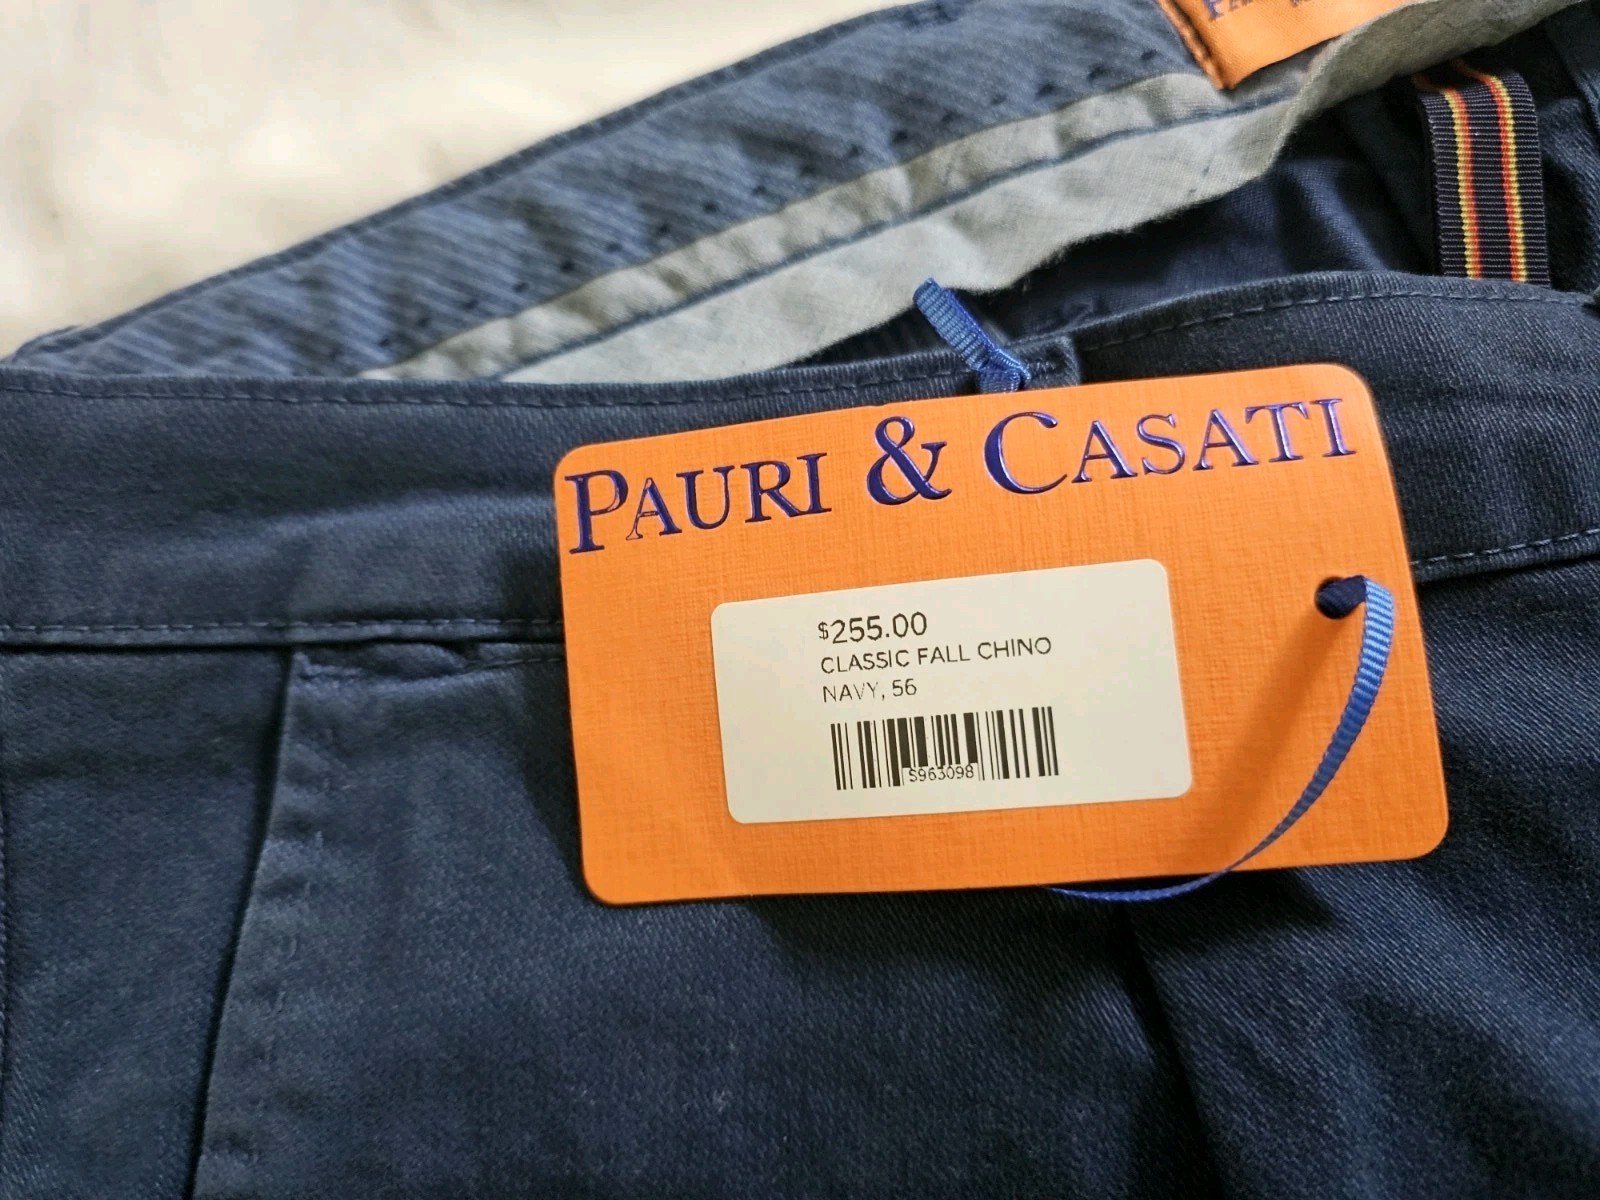 PAURI & CASATI
$255.00
CLASSIC FALL CHINO
NAVY, 56
S963098